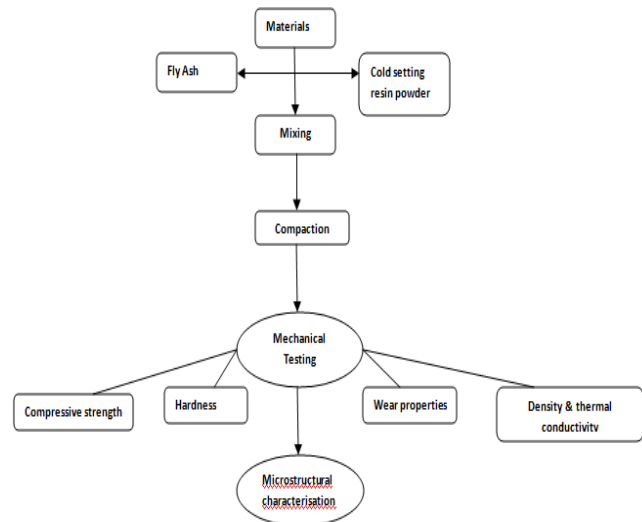 Materials
Fly Ash
Cold setting
resin powder
Mixing
Compaction
Mechanical
Testing
Compressive strength
Hardness
Wear properties
Density & thermal
conductivity
Microstructural
characterisation